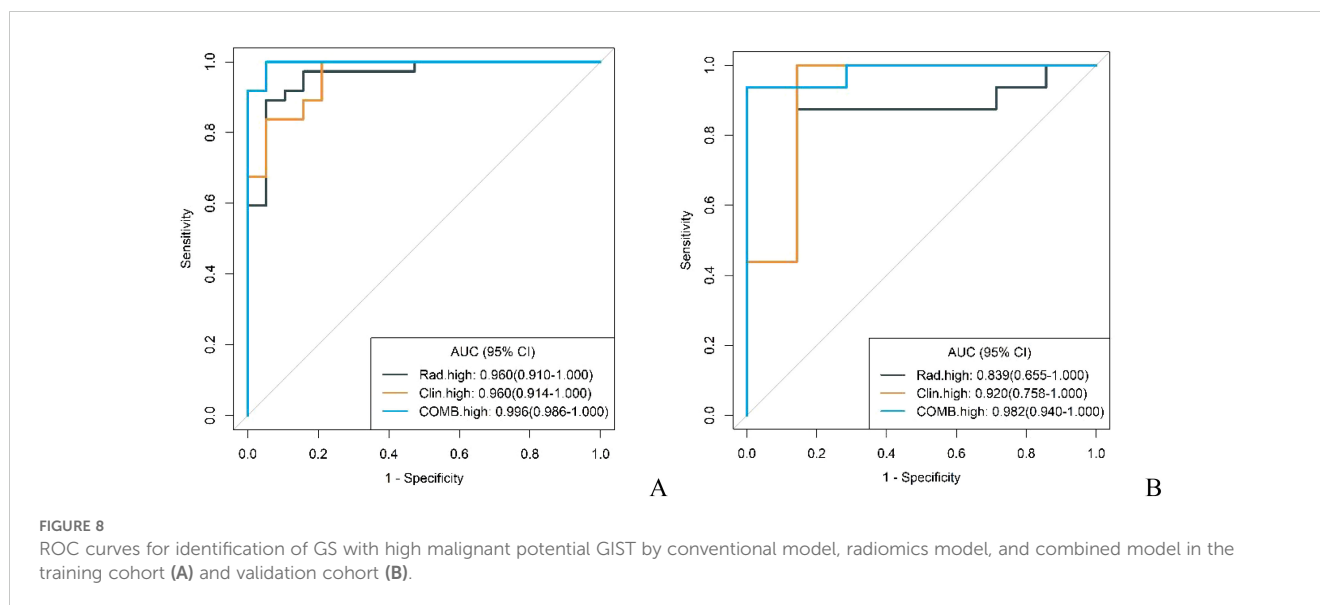 1.0
0.8
0.6
0.4
0.2
0.0
Sensitivity
AUC (95% CI)
Rad.high: 0.960(0.910-1.000)
Clin.high: 0.960(0.914-1.000)
COMB.high: 0.996(0.986-1.000)
0.0 0.2 0.4 0.6 0.8 1.0
1 - Specificity
A
1.0
0.8
0.6
0.4
0.2
0.0
Sensitivity
AUC (95% CI)
Rad.high: 0.839(0.655-1.000)
Clin.high: 0.920(0.758-1.000)
COMB.high: 0.982(0.940-1.000)
0.0 0.2 0.4 0.6 0.8 1.0
1 - Specificity
B
FIGURE 8
ROC curves for identification of GS with high malignant potential GIST by conventional model, radiomics model, and combined model in the
training cohort (A) and validation cohort (B).